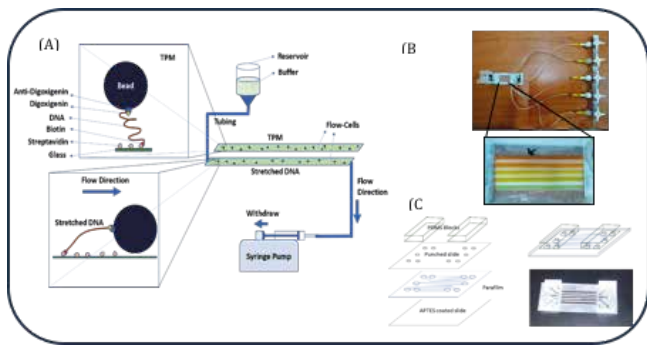 (A)
TPM
Bead
Anti-Digoxigenin
Digoxigenin
DNA
Biotin
Streptavidin
Glass
Reservoir
Buffer
Tubing
TPM
Flow-Cells
Stretched DNA
Flow Direction
Stretched DNA
Flow
Direction
Withdraw
Syringe Pump
(B
(C
PDMS blocks
Punched slide
Parafilm
APTES coated slide